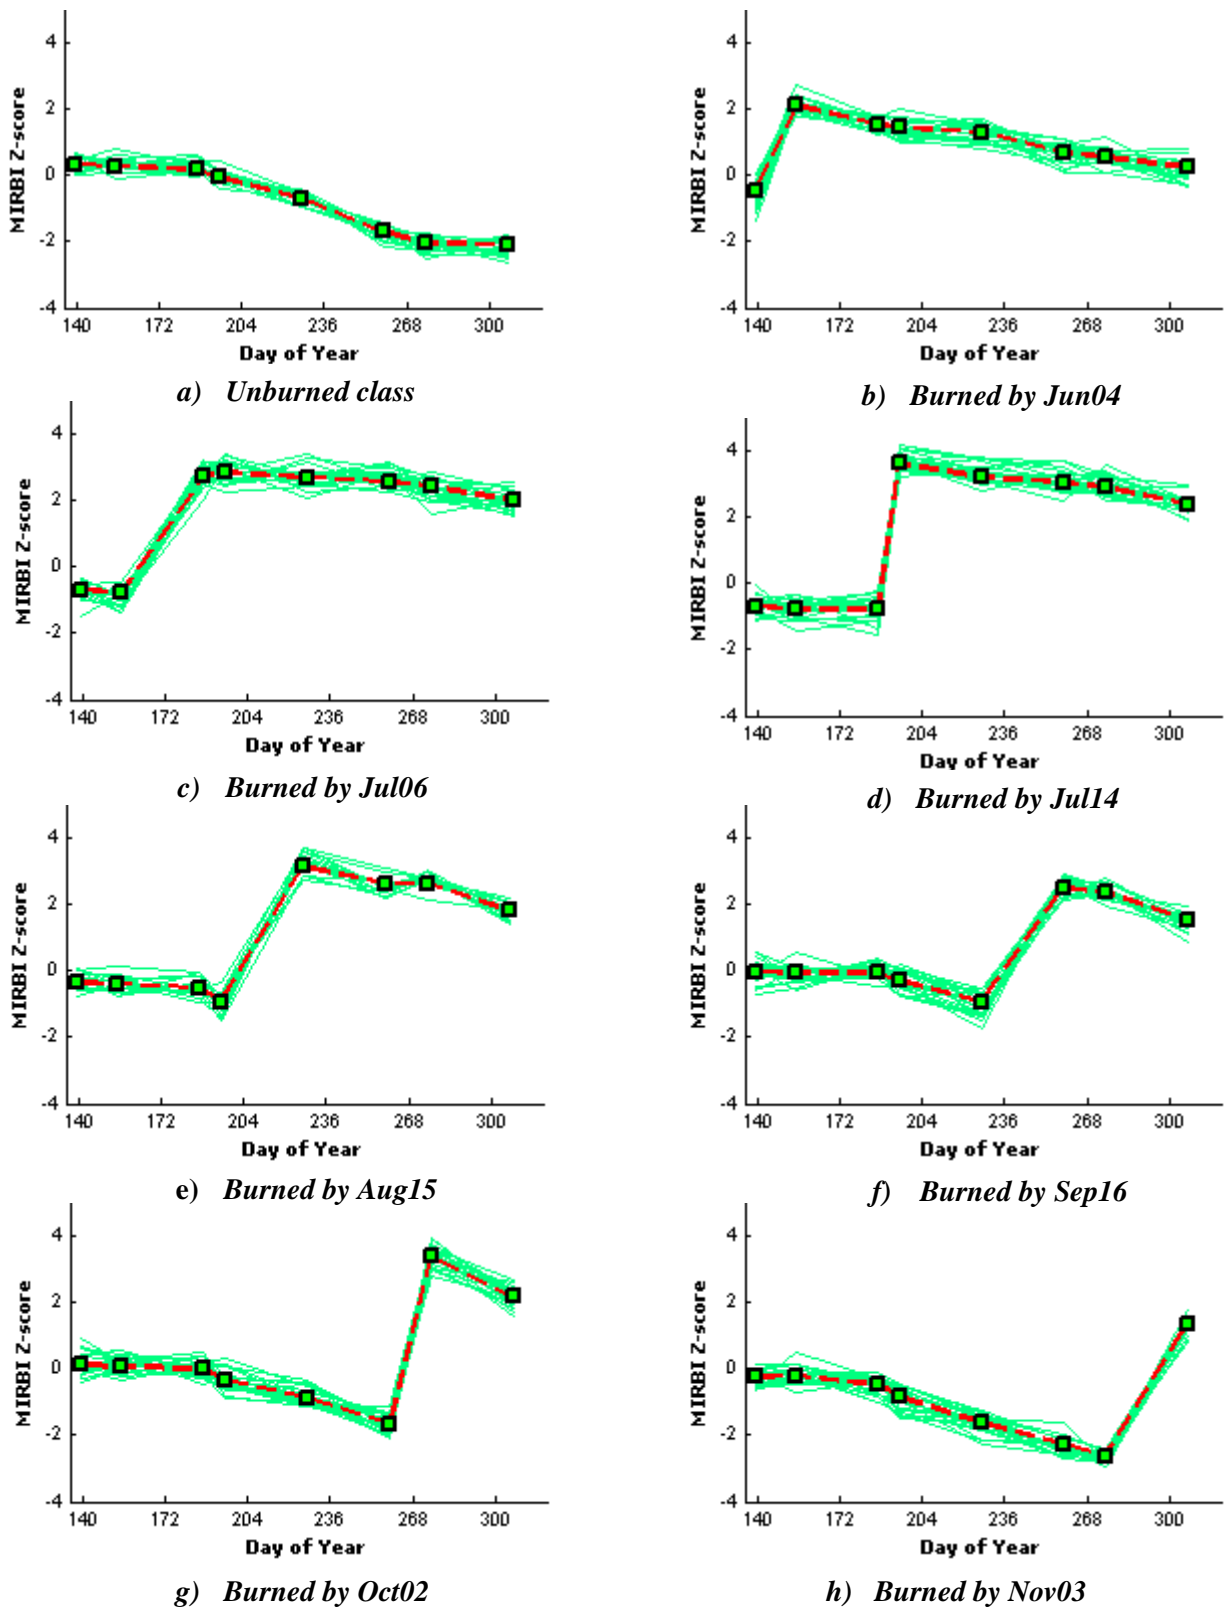 MIRBI Z-score
4
2
0
-2
-4
140 172 204 236 268 300
Day of Year
a) Unburned class
MIRBI Z-score
4
2
0
-2
-4
140 172 204 236 268 300
Day of Year
b) Burned by Jun04
MIRBI Z-score
4
2
0
-2
-4
140 172 204 236 268 300
Day of Year
c) Burned by Jul06
MIRBI Z-score
4
2
0
-2
-4
140 172 204 236 268 300
Day of Year
d) Burned by Jul14
MIRBI Z-score
4
2
0
-2
-4
140 172 204 236 268 300
Day of Year
e) Burned by Aug15
MIRBI Z-score
4
2
0
-2
-4
140 172 204 236 268 300
Day of Year
f) Burned by Sep16
MIRBI Z-score
4
2
0
-2
-4
140 172 204 236 268 300
Day of Year
g) Burned by Oct02
MIRBI Z-score
4
2
0
-2
-4
140 172 204 236 268 300
Day of Year
h) Burned by Nov03